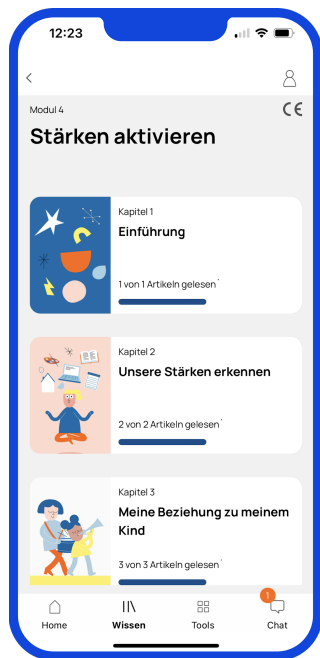 12:23
Modul 4
CE
Stärken aktivieren
Kapitel 1
Einführung
1 von 1 Artikeln gelesen
Kapitel 2
Unsere Stärken erkennen
2 von 2 Artikeln gelesen
Kapitel 3
Meine Beziehung zu meinem
Kind
3 von 3 Artikeln gelesen
1
Home Wissen Tools Chat